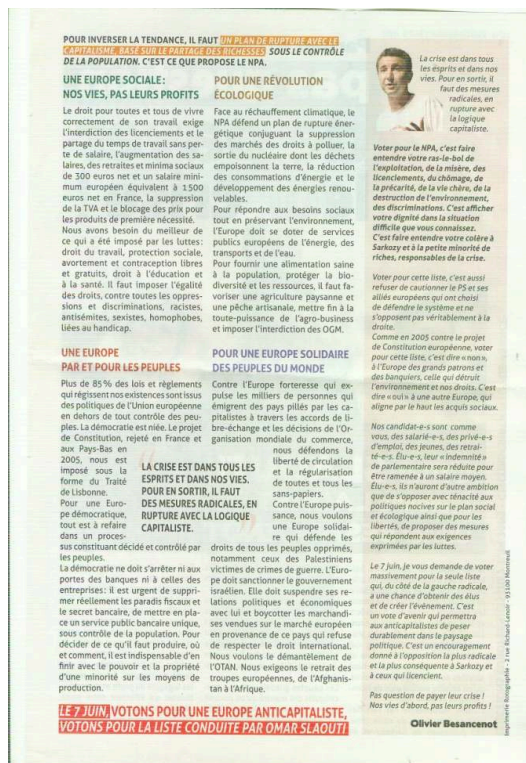 POUR INVERSER LA TENDANCE, IL FAUT UN PLAN DE RUPTURE AVEC LE
CAPITALISME, BASÉ SUR LE PARTAGE DES RICHESSES SOUS LE CONTRÔLE
DE LA POPULATION. C'EST CE QUE PROPOSE LE NPA.
UNE EUROPE SOCIALE :
NOS VIES, PAS LEURS PROFITS
Le droit pour toutes et tous de vivre
correctement de son travail exige
l'interdiction des licenciements et le
partage du temps de travail sans per-
te de salaire, l'augmentation des sa-
laires, des retraites et minima sociaux
de 300 euros net et un salaire mini-
mum européen équivalent à 1500
euros net en France, la suppression
de la TVA et le blocage des prix pour
les produits de première nécessité.
Nous avons besoin du meilleur de
ce qui a été imposé par les luttes :
droit du travail, protection sociale,
avortement et contraception libres
et gratuits, droit à l'éducation et
à la santé. Il faut imposer l'égalité
des droits, contre toutes les oppres-
sions et discriminations, racistes,
antisémites, sexistes, homophobes,
liées au handicap.
UNE EUROPE
PAR ET POUR LES PEUPLES
Plus de 85 % des lois et règlements
qui régissent nos existences sont issus
des politiques de l'Union européenne
en dehors de tout contrôle des peu-
ples. La démocratie est niée. Le projet
de Constitution, rejeté en France et
aux Pays-Bas en
2005, nous est
imposé sous la
forme du Traité
de Lisbonne.
Pour une Euro-
pe démocratique,
tout est à refaire
dans un proces-
sus constituant décidé et contrôlé par
les peuples.
La démocratie ne doit s'arrêter ni aux
portes des banques ni à celles des
entreprises : il est urgent de suppri-
mer réellement les paradis fiscaux et
le secret bancaire, de mettre en pla-
ce un service public bancaire unique,
sous contrôle de la population. Pour
décider de ce qu'il faut produire, où
et comment, il est indispensable d'en
finir avec le pouvoir et la propriété
d'une minorité sur les moyens de
production.
LA CRISE EST DANS TOUS LES
ESPRITS ET DANS NOS VIES.
POUR EN SORTIR, IL FAUT
DES MESURES RADICALES, EN
RUPTURE AVEC LA LOGIQUE
CAPITALISTE.
POUR UNE RÉVOLUTION
ÉCOLOGIQUE
Face au réchauffement climatique, le
NPA défend un plan de rupture éner-
gétique conjuguant la suppression
des marchés des droits à polluer, la
sortie du nucléaire dont les déchets
empoisonnent la terre, la réduction
des consommations d'énergie et le
développement des énergies renou-
velables.
Pour répondre aux besoins sociaux
tout en préservant l'environnement,
l'Europe doit se doter de services
publics européens de l'énergie, des
transports et de l'eau.
Pour fournir une alimentation saine
à la population, protéger la bio-
diversité et les ressources, il faut fa-
voriser une agriculture paysanne et
une pêche artisanale, mettre fin à la
toute-puissance de l'agro-business
et imposer l'interdiction des OGM.
POUR UNE EUROPE SOLIDAIRE
DES PEUPLES DU MONDE
Contre l'Europe forteresse qui ex-
pulse les milliers de personnes qui
émigrent des pays pillés par les ca-
pitalistes à travers les accords de li-
bre-échange et les décisions de l'Or-
ganisation mondiale du commerce,
nous défendons la
liberté de circulation
et la régularisation
de toutes et tous les
sans-papiers.
Contre l'Europe puis-
sance, nous voulons
une Europe solidai-
re qui défende les
droits de tous les peuples opprimés,
notamment ceux des Palestiniens
victimes de crimes de guerre. L'Euro-
pe doit sanctionner le gouvernement
israélien. Elle doit suspendre ses re-
lations politiques et économiques
avec lui et boycotter les marchandi-
ses vendues sur le marché européen
en provenance de ce pays qui refuse
de respecter le droit international.
Nous voulons le démantèlement de
l'OTAN. Nous exigeons le retrait des
troupes européennes, de l'Afghanis-
tan à l'Afrique.
LE 7 JUIN, VOTONS POUR UNE EUROPE ANTICAPITALISTE,
VOTONS POUR LA LISTE CONDUITE PAR OMAR SLAOUTI
La crise est dans tous
les ésprits et dans nos
vies. Pour en sortir, il
faut des mesures
radicales, en
rupture avec
la logique
capitaliste.
Voter pour le NPA, c'est faire
entendre votre ras-le-bol de
l'exploitation, de la misère, des
licenciements, du chômage, de
la précarité, de la vie chère, de la
destruction de l'environnement,
des discriminations. C'est afficher
votre dignité dans la situation
difficile que vous connaissez.
C'est faire entendre votre colère à
Sarkozy et à la petite minorité de
riches, responsables de la crise.
Voter pour cette liste, c'est aussi
refuser de cautionner le PS et ses
alliés européens qui ont choisi
de défendre le système et ne
s'opposent pas véritablement à la
droite.
Comme en 2005 contre le projet
de Constitution européenne, voter
pour cette liste, c'est dire « non »,
à l'Europe des grands patrons et
des banquiers, celle qui détruit
l'environnement et nos droits. C'est
dire « oui » à une autre Europe, qui
aligne par le haut les acquis sociaux.
Nos candidat-e-s sont comme
vous, des salarié-e-s, des privé-e-s
d'emploi, des jeunes, des retrai-
té-e-s. Élu-e-s, leur « indemnité »
de parlementaire sera réduite pour
être ramenée à un salaire moyen.
Élu-e-s, ils n'auront d'autre ambition
que de s'opposer avec ténacité aux
politiques nocives sur le plan social
et écologique ainsi que pour les
libertés, de proposer des mesures
qui répondent aux exigences
exprimées par les luttes.
Le 7 juin, je vous demande de voter
massivement pour la seule liste
qui, du côté de la gauche radicale,
a une chance d'obtenir des élus
et de créer l'événement. C'est
un vote d'avenir qui permettra
aux anticapitalistes de peser
durablement dans le paysage
politique. C'est un encouragement
donné à l'opposition la plus radicale
et la plus conséquente à Sarkozy et
à ceux qui licencient.
Pas question de payer leur crise !
Nos vies d'abord, pas leurs profits !
Olivier Besancenot
Imprimerie Rotographie - 2 rue Richard-Lenoir - 93100 Montreuil